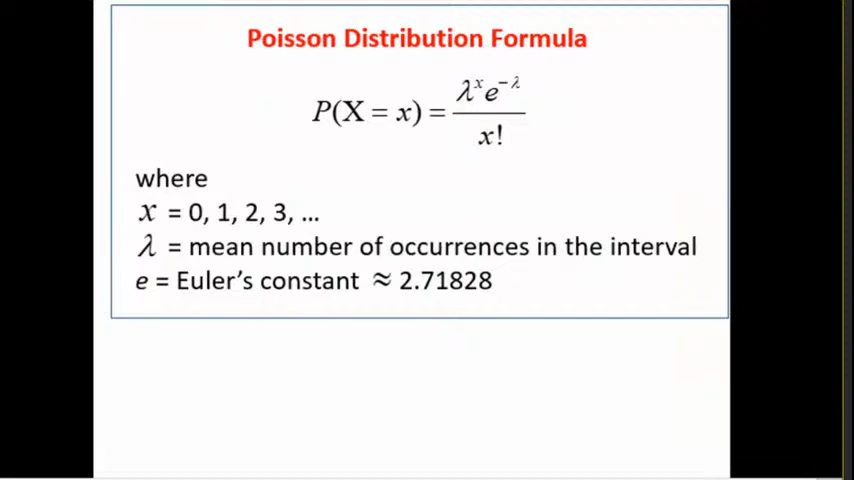 Poisson Distribution Formula
P(X = x) = λˣe⁻λ / x!
where
x = 0, 1, 2, 3, ...
λ = mean number of occurrences in the interval
e = Euler’s constant ≈ 2.71828